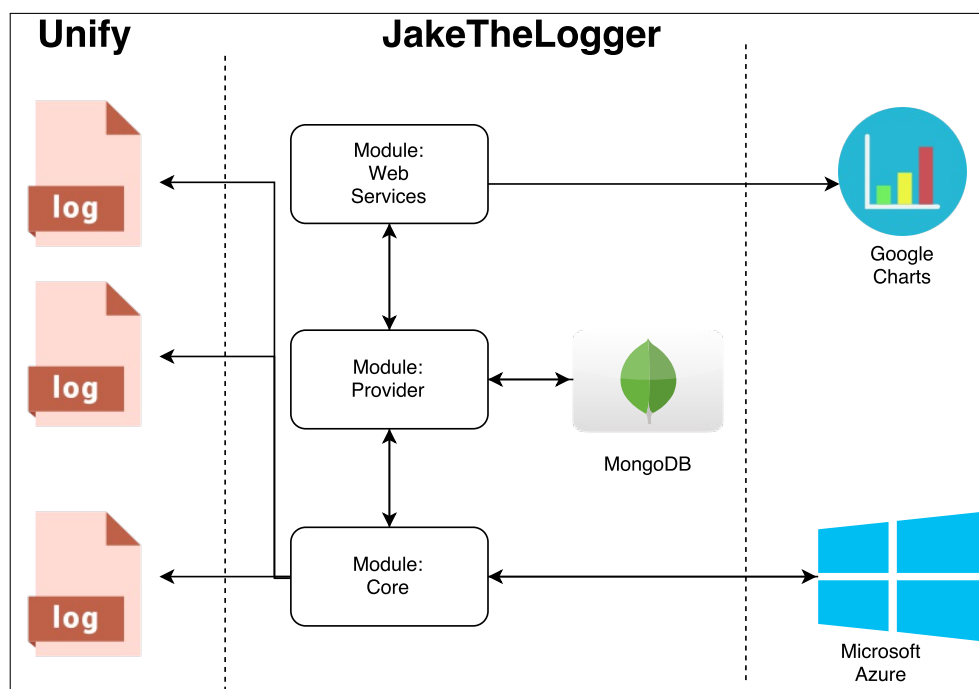 Unify
JakeTheLogger
log
log
log
Module:
Web
Services
Module:
Provider
Module:
Core
MongoDB
Google
Charts
Microsoft
Azure